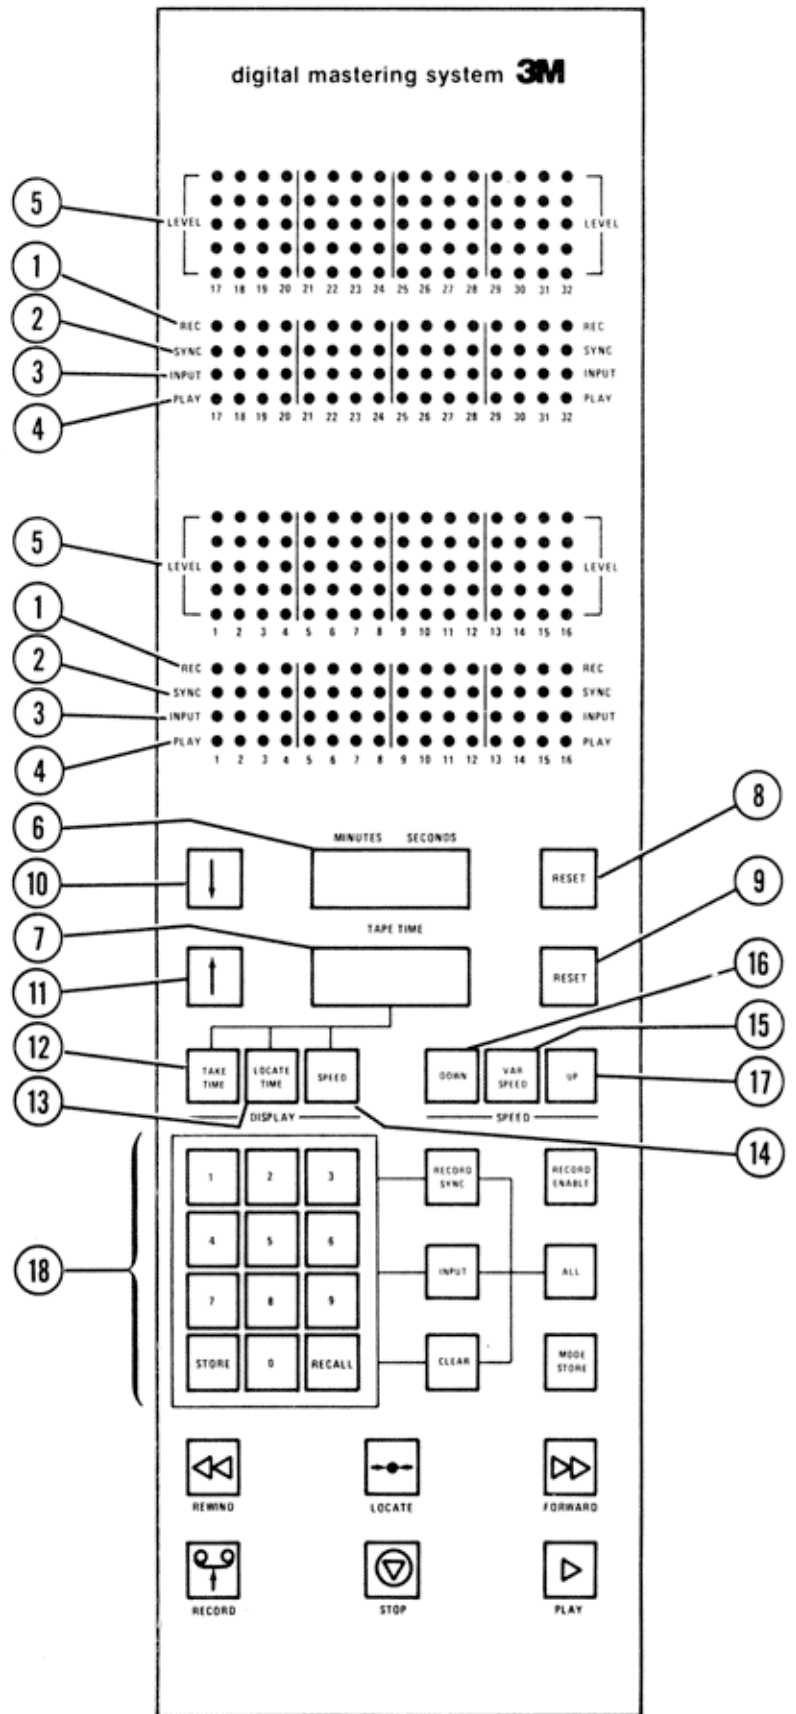 digital mastering system 3M
5 LEVEL LEVEL
17 18 19 20 21 22 23 24 25 26 27 28 29 30 31 32
1 REC REC
2 SYNC SYNC
3 INPUT INPUT
4 PLAY PLAY
17 18 19 20 21 22 23 24 25 26 27 28 29 30 31 32
5 LEVEL LEVEL
1 2 3 4 5 6 7 8 9 10 11 12 13 14 15 16
1 REC REC
2 SYNC SYNC
3 INPUT INPUT
4 PLAY PLAY
1 2 3 4 5 6 7 8 9 10 11 12 13 14 15 16
6 MINUTES SECONDS 8
10 RESET
7 TAPE TIME 9
11 RESET 16
12 TAKE TIME LOCATE TIME SPEED DOWN VAR SPEED UP 15
13 DISPLAY SPEED 17
14
1 2 3 RECORD SYNC RECORD ENABLE
4 5 6
18 INPUT ALL
7 8 9
STORE 0 RECALL CLEAR MODE STORE
REWIND LOCATE FORWARD
RECORD STOP PLAY